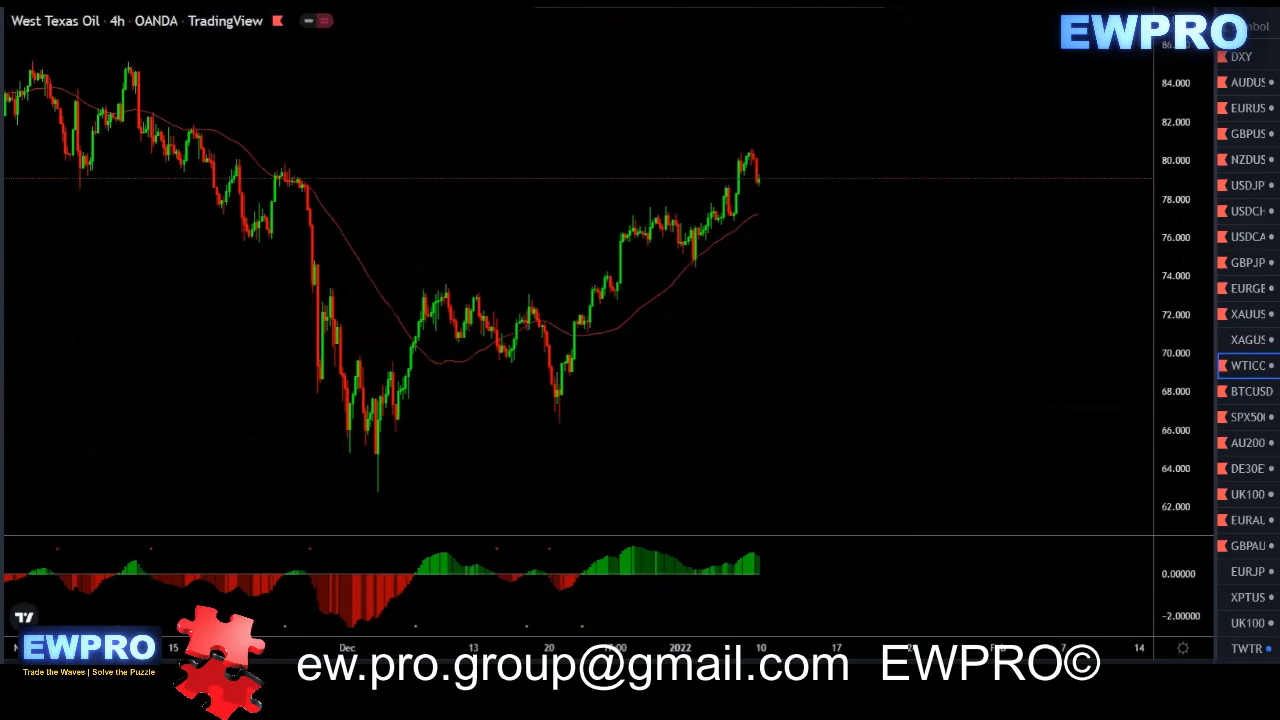 West Texas Oil · 4h · OANDA · TradingView
EWPRO
DXY
84.000
AUDUS
EURUS
82.000
GBPUS
80.000
NZDUS
USDJP
78.000
USDCH
76.000
USDCA
GBPJP
74.000
EURGE
72.000
XAUUS
XAGUS
70.000
WTICC
68.000
BTCUSD
SPX50
66.000
AU200
64.000
DE30E
UK100
62.000
EURAU
GBPAU
0.00000
EURJP
XPTUS
-2.00000
UK100
15
Dec
13
20
2022
10
17
7
14
TWTR
EWPRO
Trade the Waves | Solve the Puzzle
ew.pro.group@gmail.com EWPRO©